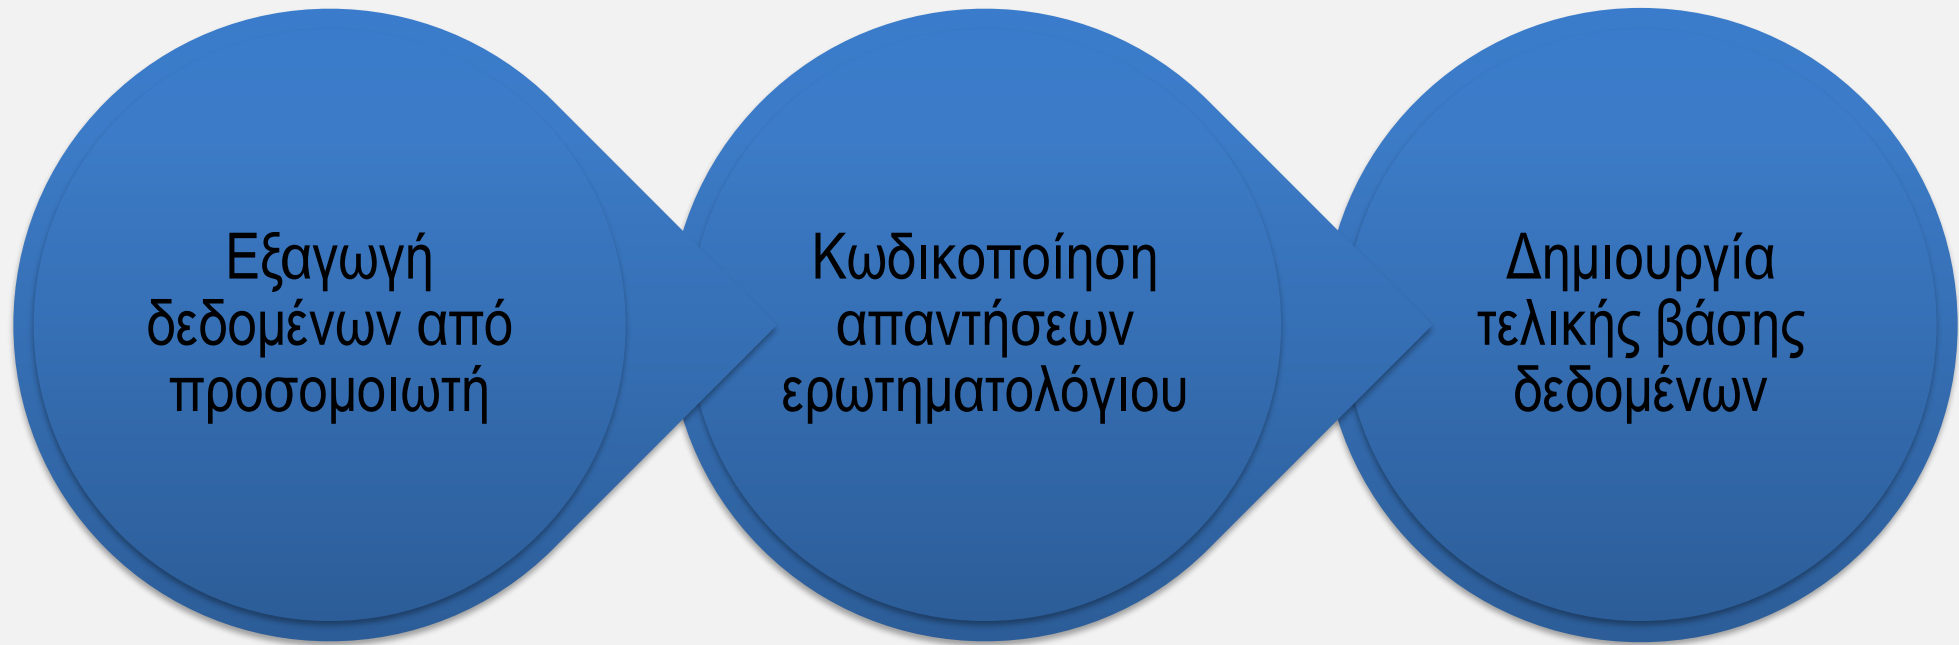 Εξαγωγή
δεδομένων από
προσομοιωτή
Κωδικοποίηση
απαντήσεων
ερωτηματολόγιου
Δημιουργία
τελικής βάσης
δεδομένων